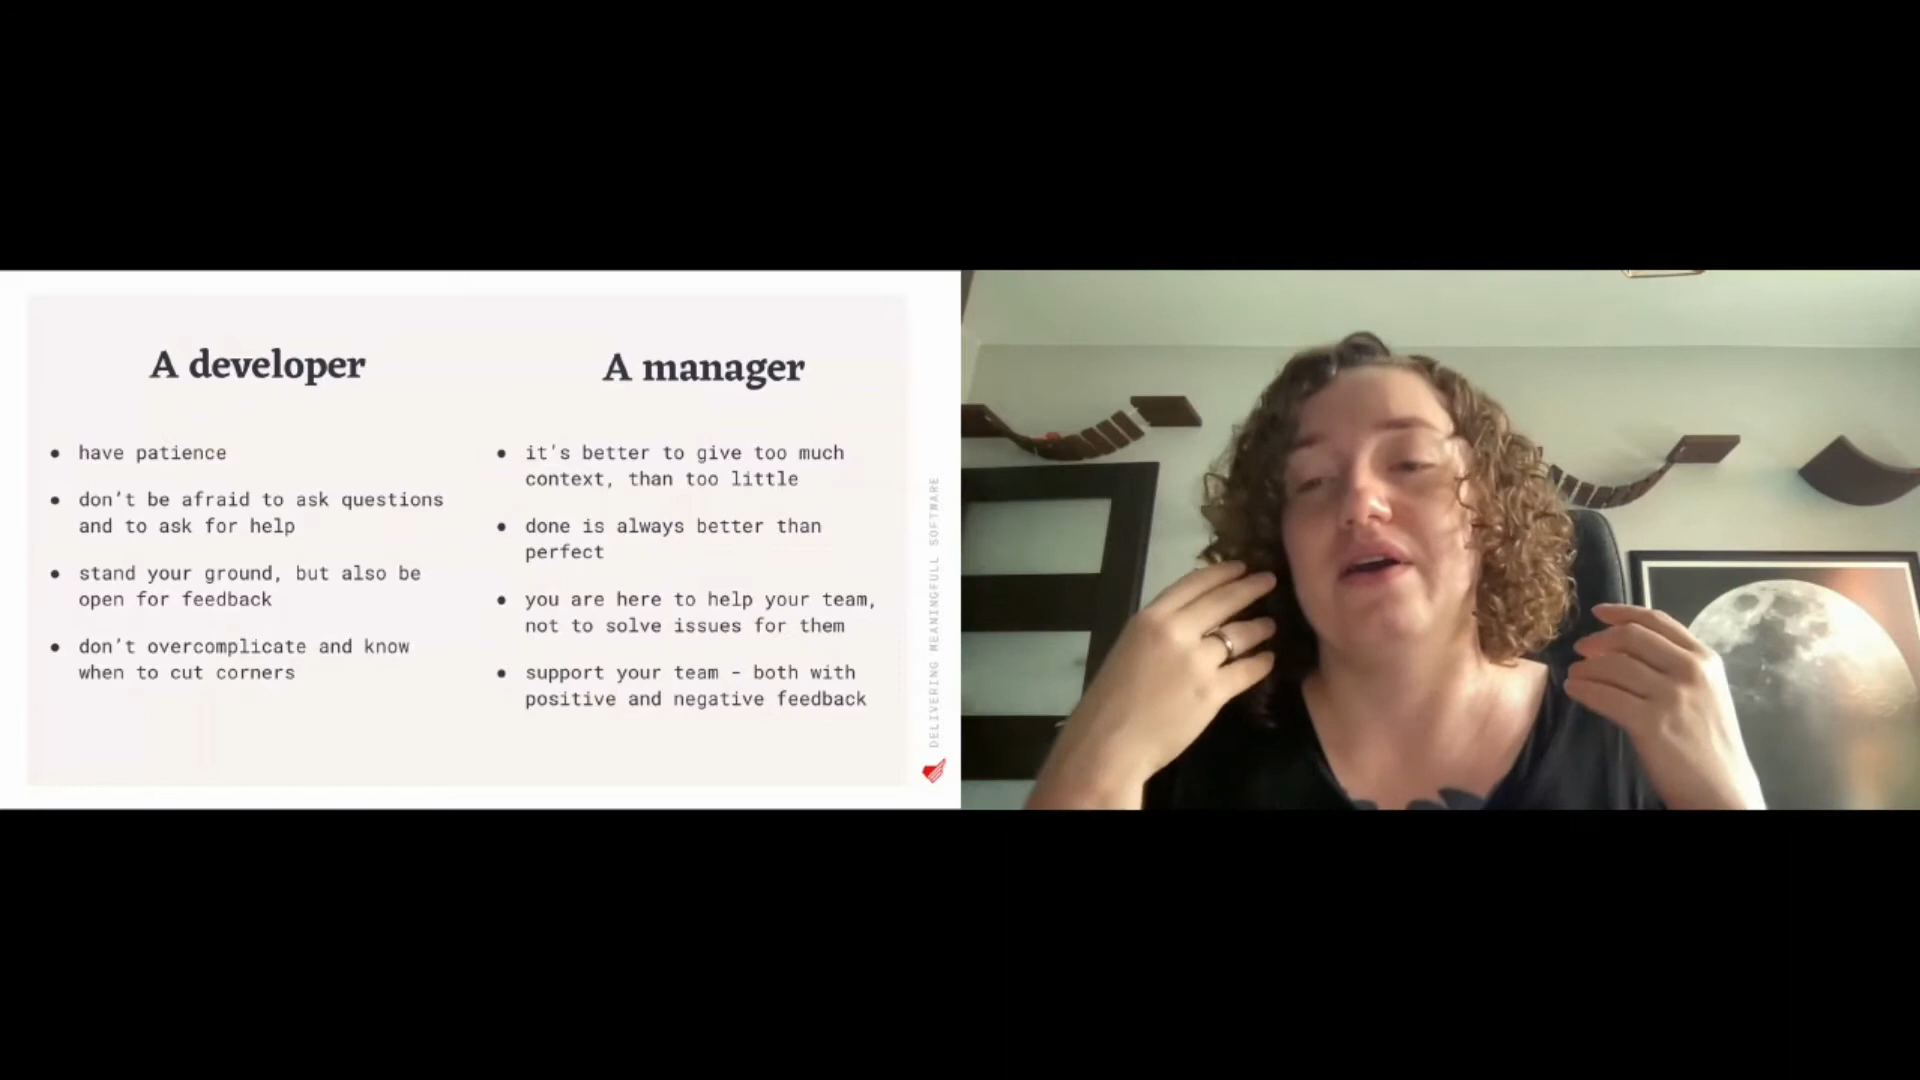 A developer
• have patience
• don't be afraid to ask questions
and to ask for help
• stand your ground, but also be
open for feedback
• don't overcomplicate and know
when to cut corners
A manager
• it's better to give too much
context, than too little
• done is always better than
perfect
• you are here to help your team,
not to solve issues for them
• support your team - both with
positive and negative feedback
DELIVERING MEANINGFULL SOFTWARE